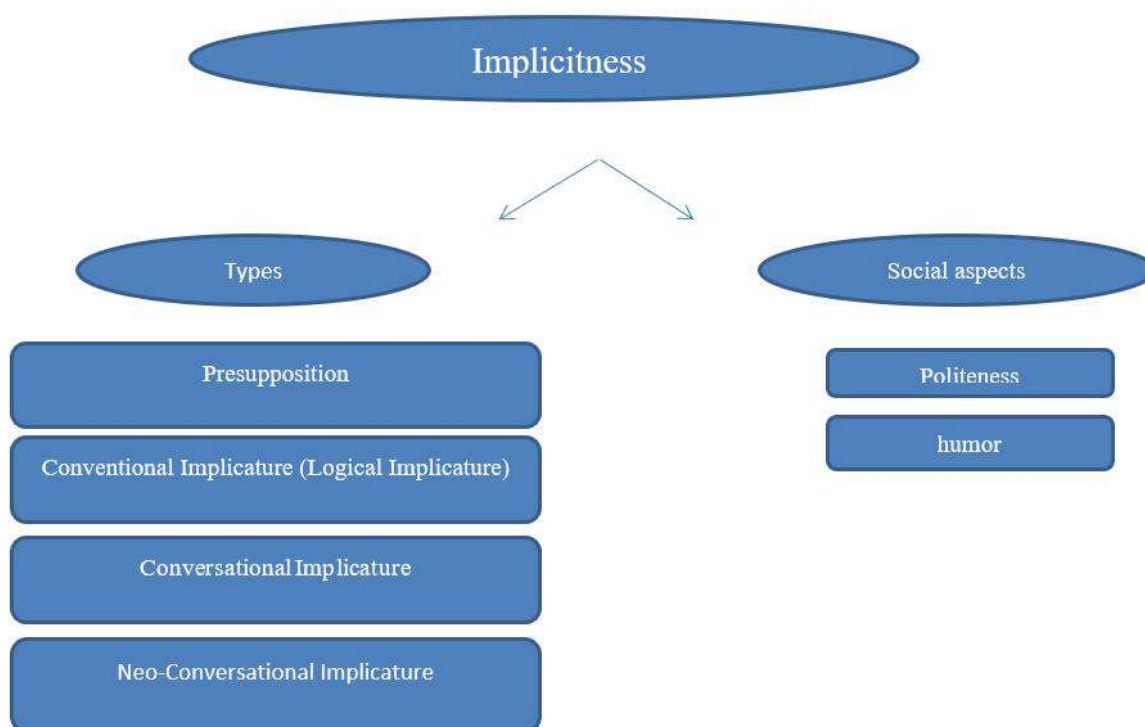 Implicitness
Types
Social aspects
Presupposition
Conventional Implicature (Logical Implicature)
Conversational Implicature
Neo-Conversational Implicature
Politeness
humor